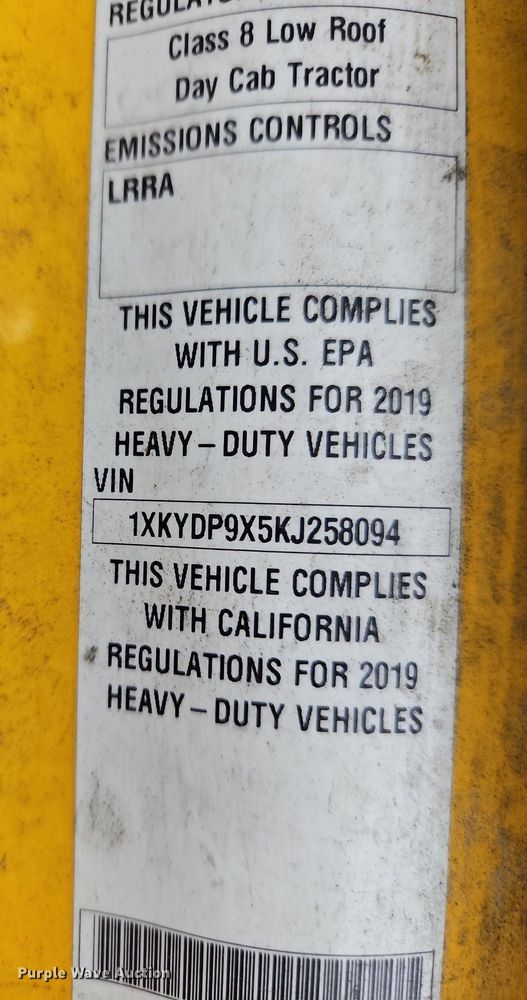 Class 8 Low Roof
Day Cab Tractor
EMISSIONS CONTROLS
LRRA
THIS VEHICLE COMPLIES
WITH U.S. EPA
REGULATIONS FOR 2019
HEAVY – DUTY VEHICLES
VIN
1XKYDP9X5KJ258094
THIS VEHICLE COMPLIES
WITH CALIFORNIA
REGULATIONS FOR 2019
HEAVY – DUTY VEHICLES
Purple Wave Auction